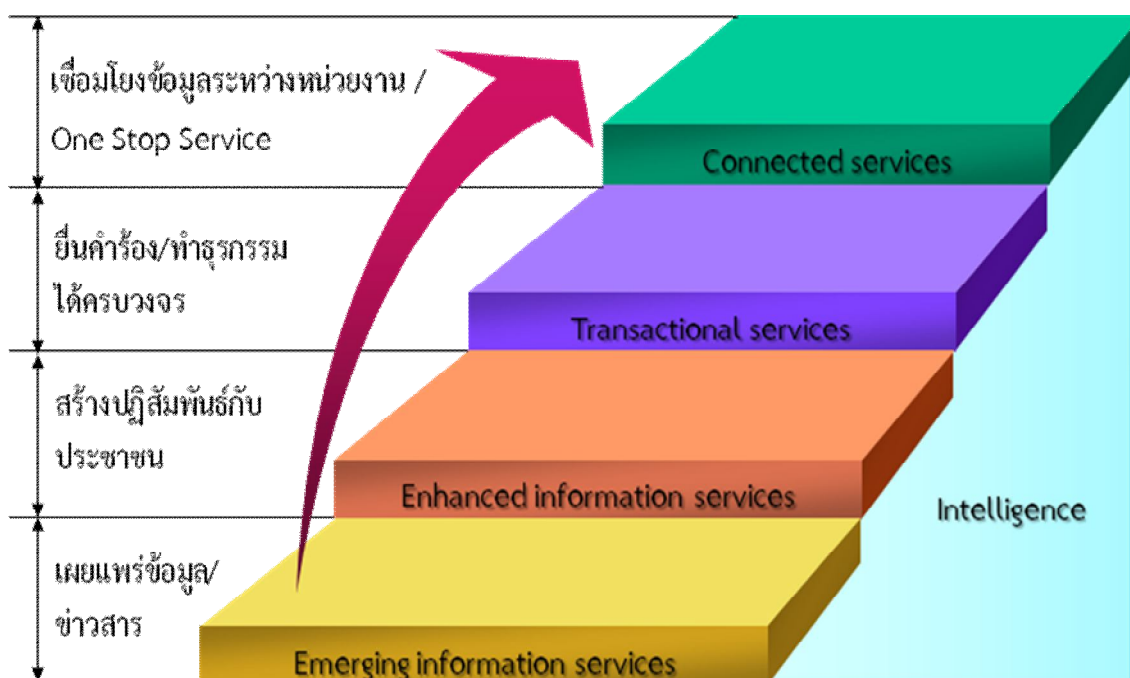 เชื่อมโยงข้อมูลระหว่างหน่วยงาน /
One Stop Service
Connected services
ยื่นคำร้อง/ทำธุรกรรม
ได้ครบวงจร
Transactional services
สร้างปฏิสัมพันธ์กับ
ประชาชน
Enhanced information services
Intelligence
เผยแพร่ข้อมูล/
ข่าวสาร
Emerging information services